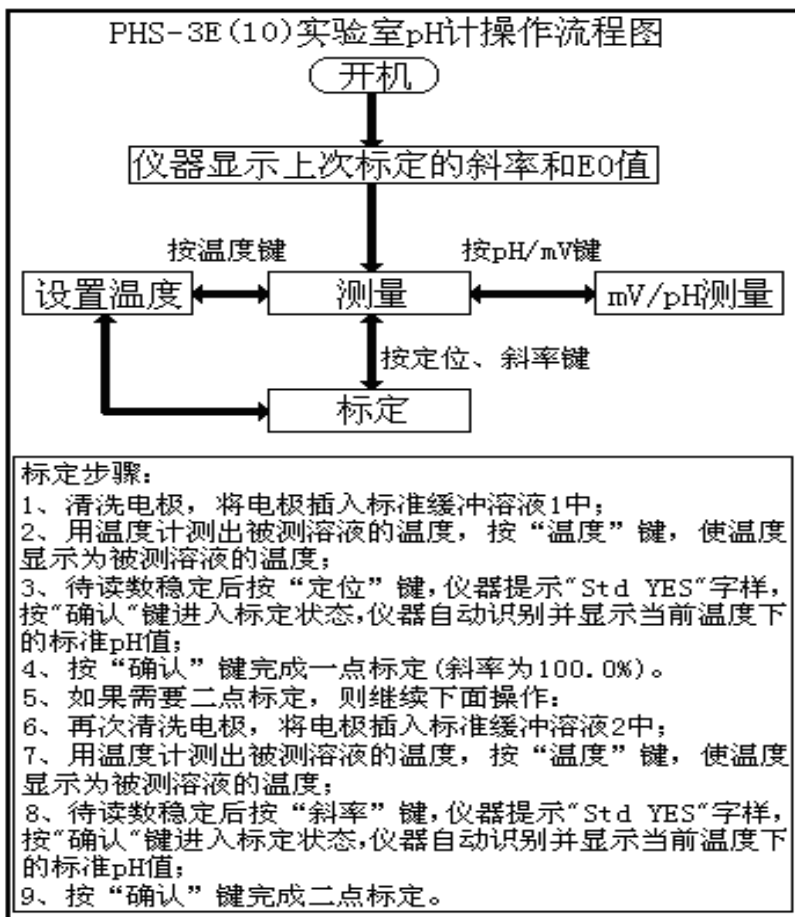 PHS-3E(10)实验室pH计操作流程图
开机
仪器显示上次标定的斜率和E0值
按温度键
按pH/mV键
设置温度
测量
mV/pH测量
按定位、斜率键
标定
标定步骤：
1、清洗电极，将电极插入标准缓冲溶液1中；
2、用温度计测出被测溶液的温度，按“温度”键，使温度
显示为被测溶液的温度；
3、待读数稳定后按“定位”键，仪器提示"Std YES"字样，
按"确认"键进入标定状态，仪器自动识别并显示当前温度下
的标准pH值；
4、按“确认”键完成一点标定(斜率为100.0%)。
5、如果需要二点标定，则继续下面操作：
6、再次清洗电极，将电极插入标准缓冲溶液2中；
7、用温度计测出被测溶液的温度，按“温度”键，使温度
显示为被测溶液的温度；
8、待读数稳定后按“斜率”键，仪器提示"Std YES"字样，
按"确认"键进入标定状态，仪器自动识别并显示当前温度下
的标准pH值；
9、按“确认”键完成二点标定。